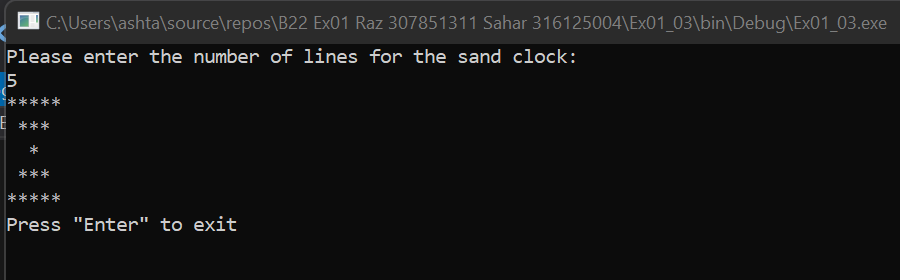 C:\Users\ashta\source\repos\B22 Ex01 Raz 307851311 Sahar 316125004\Ex01_03\bin\Debug\Ex01_03.exe
Please enter the number of lines for the sand clock:
5
*****
 ***
  *
 ***
*****
Press "Enter" to exit